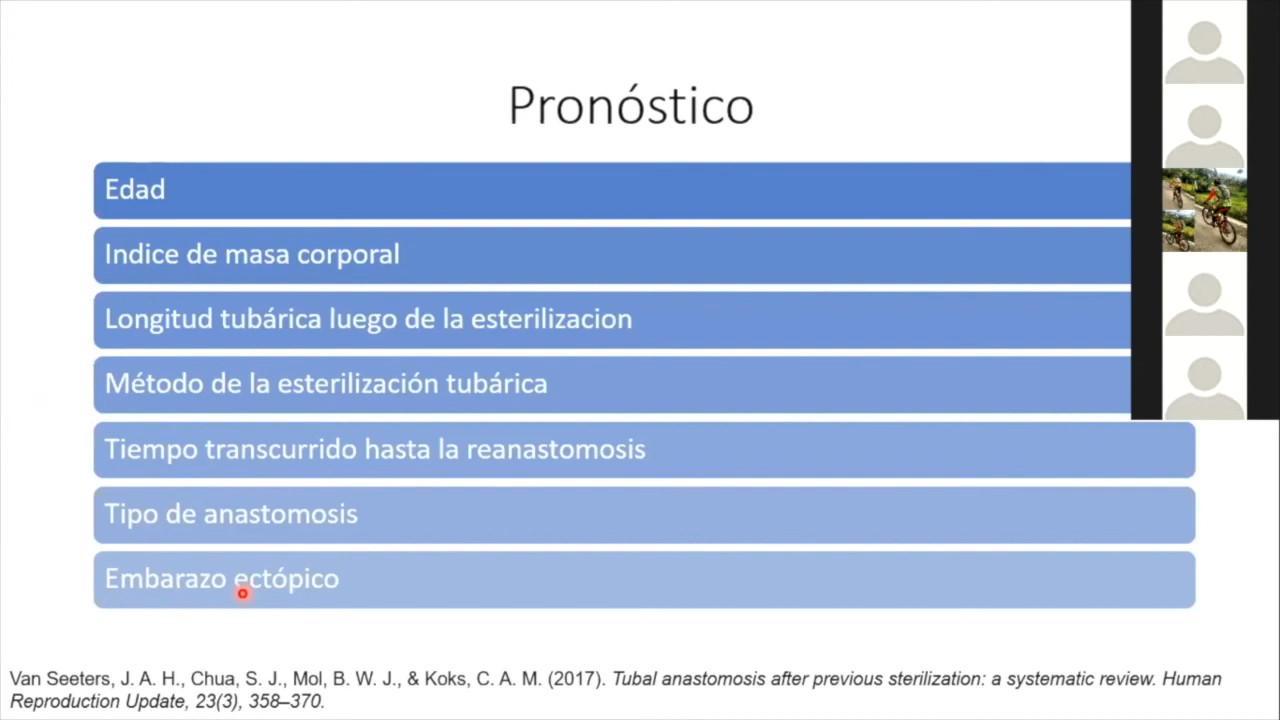 Pronóstico
Edad
Indice de masa corporal
Longitud tubárica luego de la esterilizacion
Método de la esterilización tubárica
Tiempo transcurrido hasta la reanastomosis
Tipo de anastomosis
Embarazo ectópico
Van Seeters, J. A. H., Chua, S. J., Mol, B. W. J., & Koks, C. A. M. (2017). Tubal anastomosis after previous sterilization: a systematic review. Human
Reproduction Update, 23(3), 358–370.